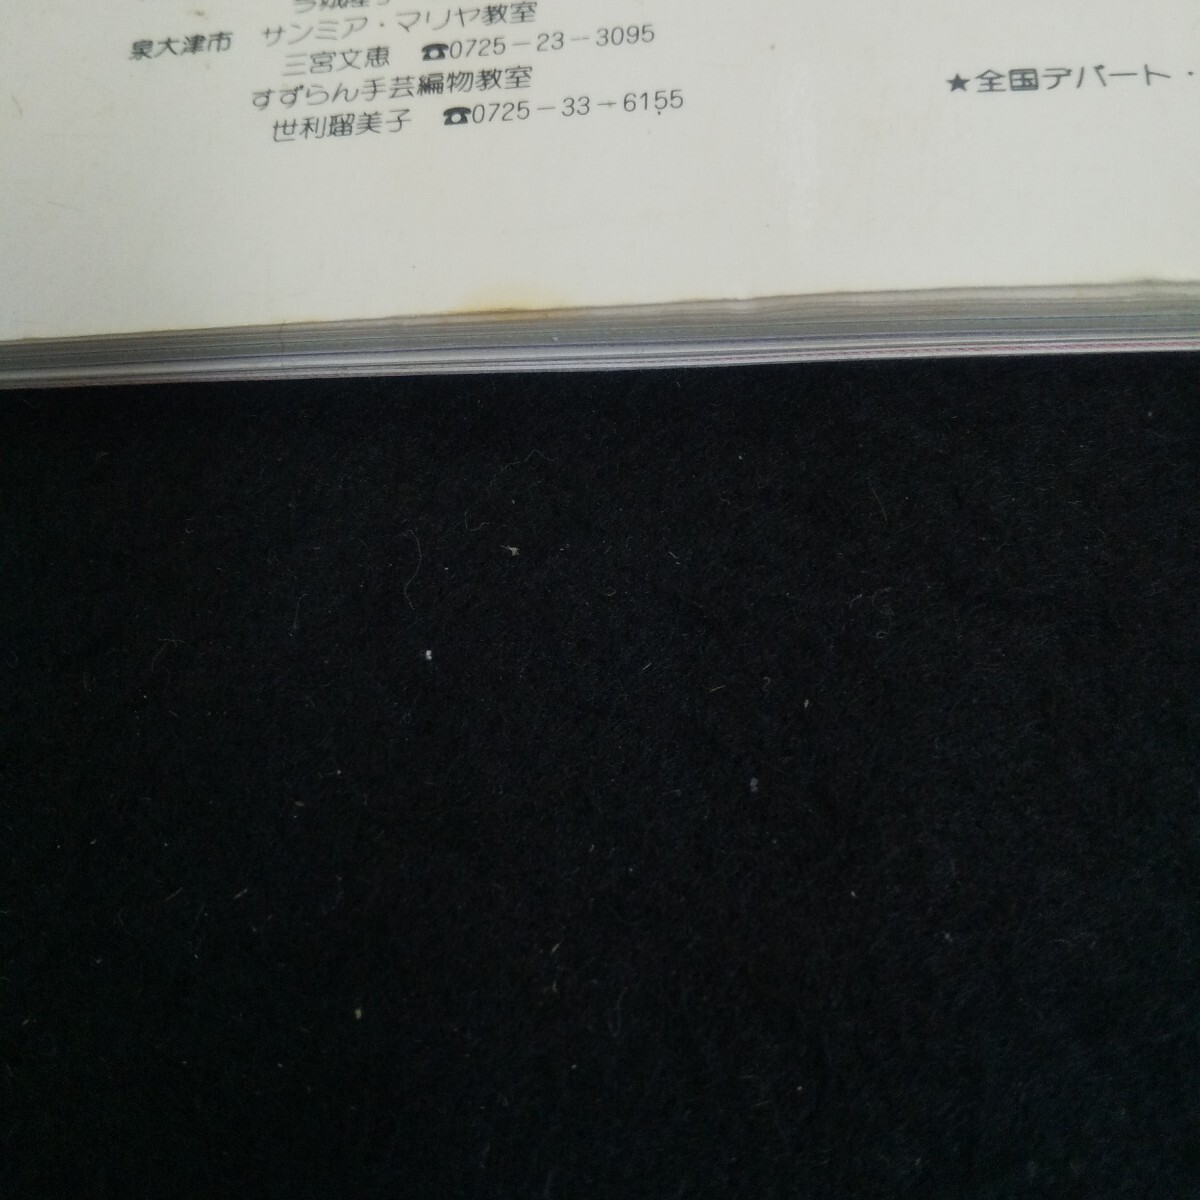 サンミア・マリヤ教室
泉大津市 三宮文恵 ☎0725-23-3095
すずらん手芸編物教室
世利瑠美子 ☎0725-33-6155
★全国デパート・